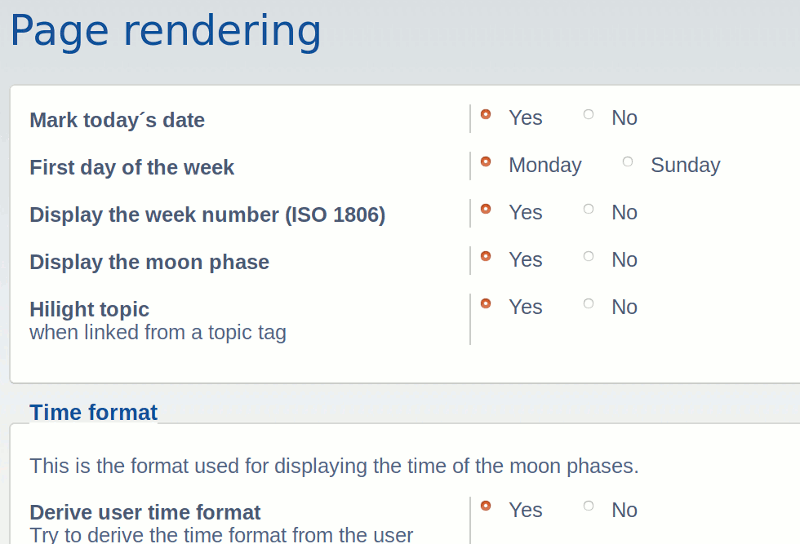 Page rendering
Mark today´s date Yes No
First day of the week Monday Sunday
Display the week number (ISO 1806) Yes No
Display the moon phase Yes No
Hilight topic Yes No
when linked from a topic tag
Time format
This is the format used for displaying the time of the moon phases.
Derive user time format Yes No
Try to derive the time format from the user